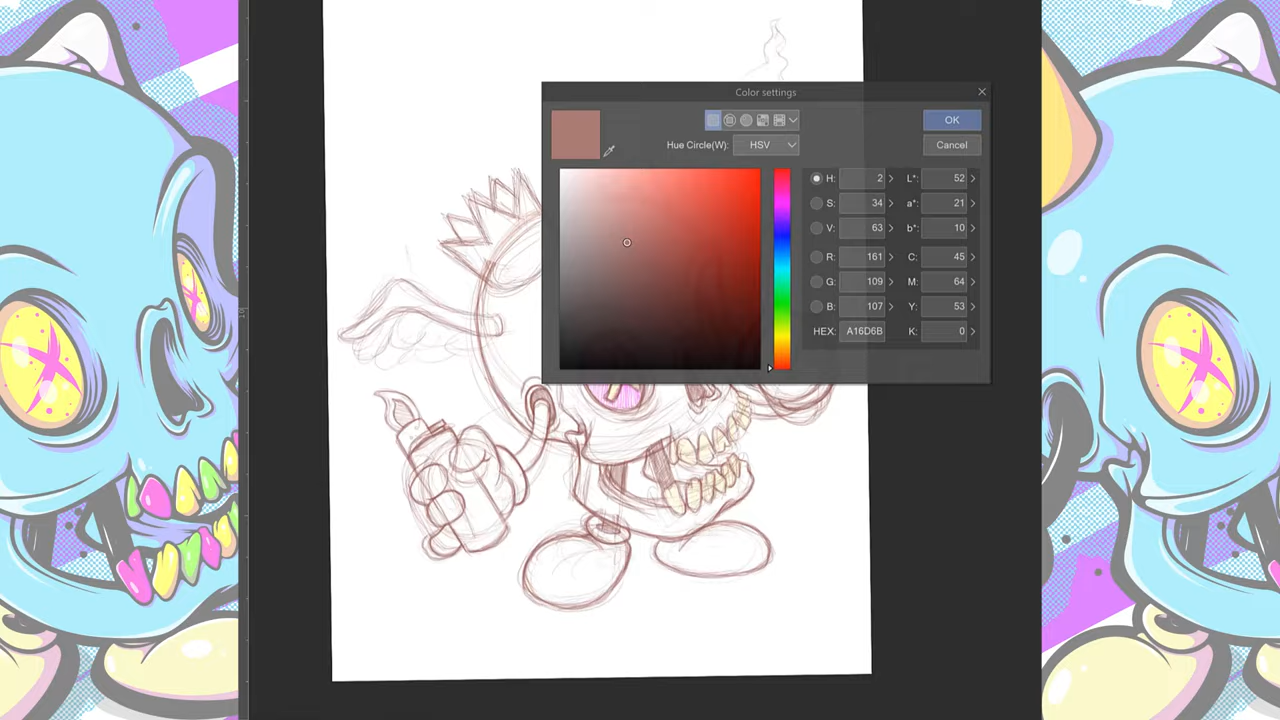 Color settings
OK
Hue Circle(W): HSV
Cancel
H: 2 L*: 52
S: 34 a*: 21
V: 63 b*: 10
R: 161 C: 45
G: 109 M: 64
B: 107 Y: 53
HEX: A16D6B K: 0